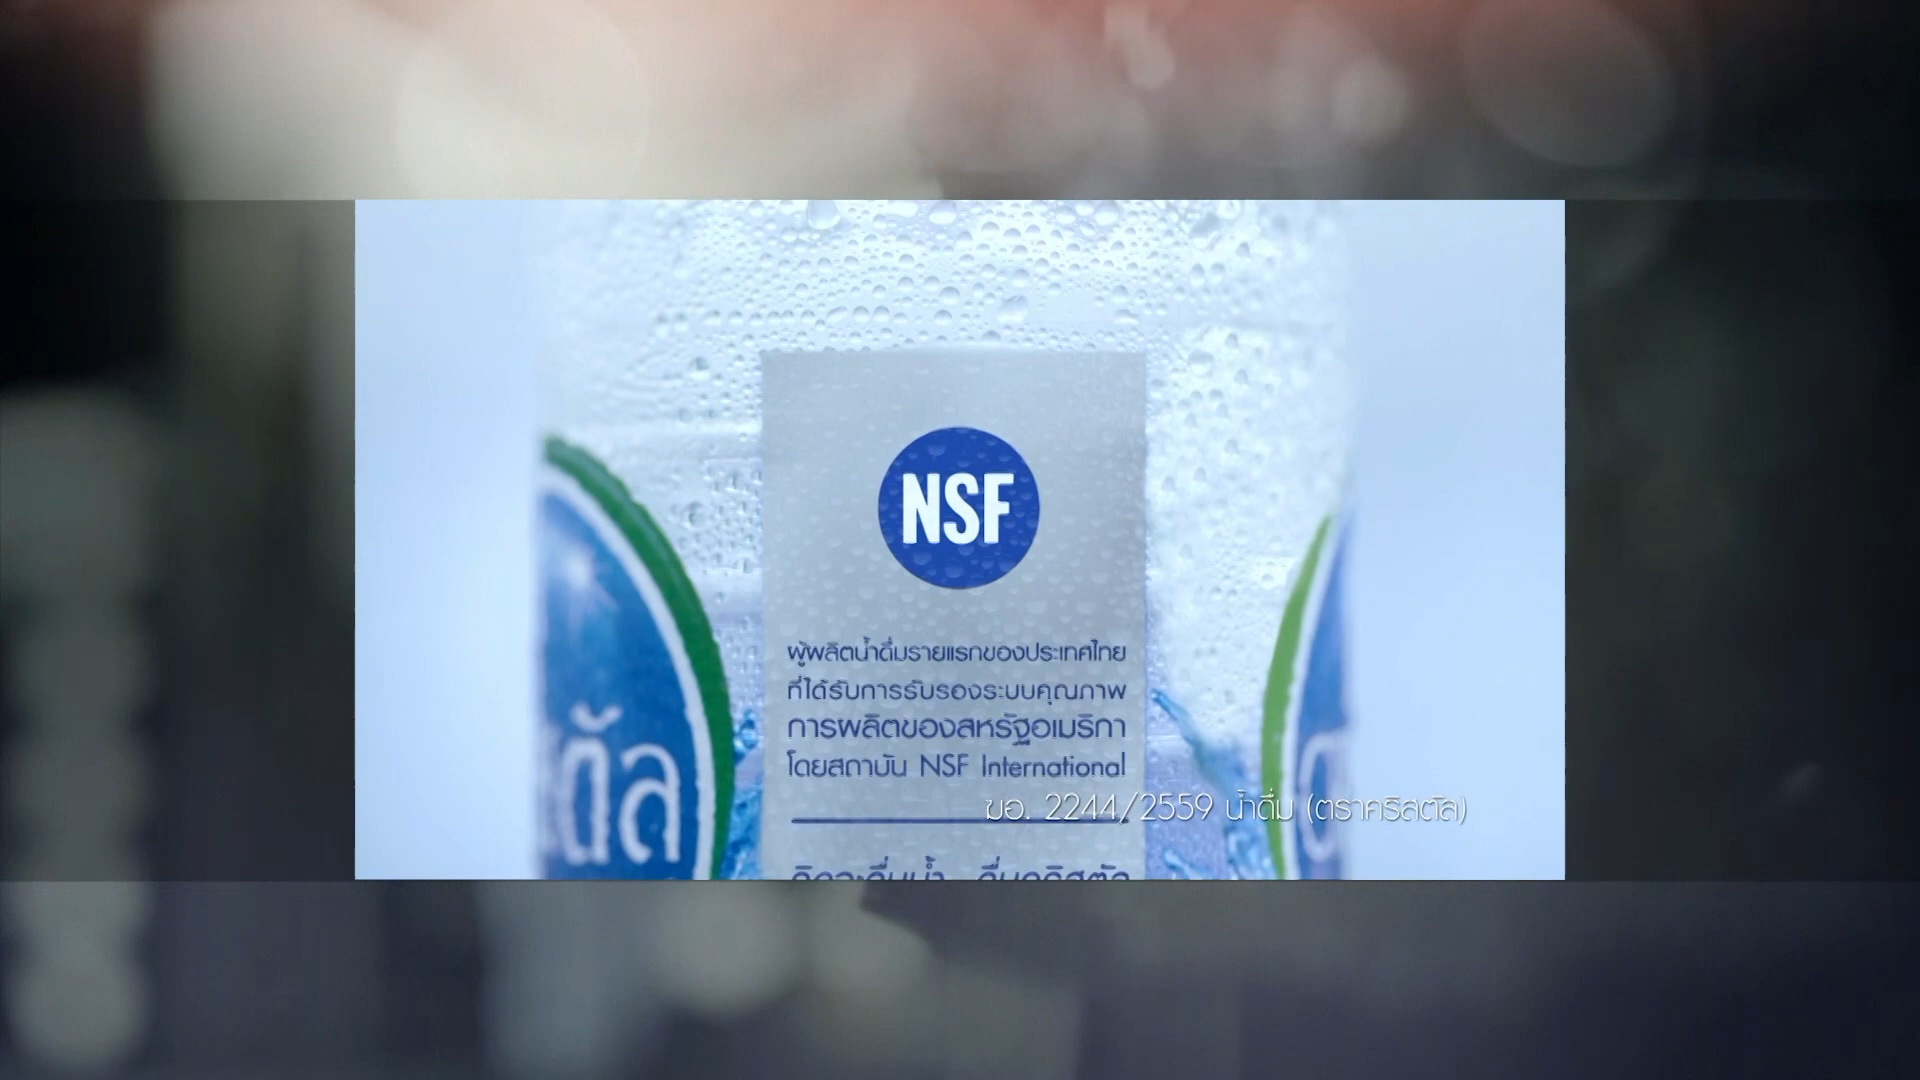 NSF
ผู้ผลิตน้ำดื่มรายแรกของประเทศไทย
ที่ได้รับการรับรองระบบคุณภาพ
การผลิตของสหรัฐอเมริกา
โดยสถาบัน NSF International
ฆอ. 2244/2559 น้ำดื่ม (ตราคริสตัล)